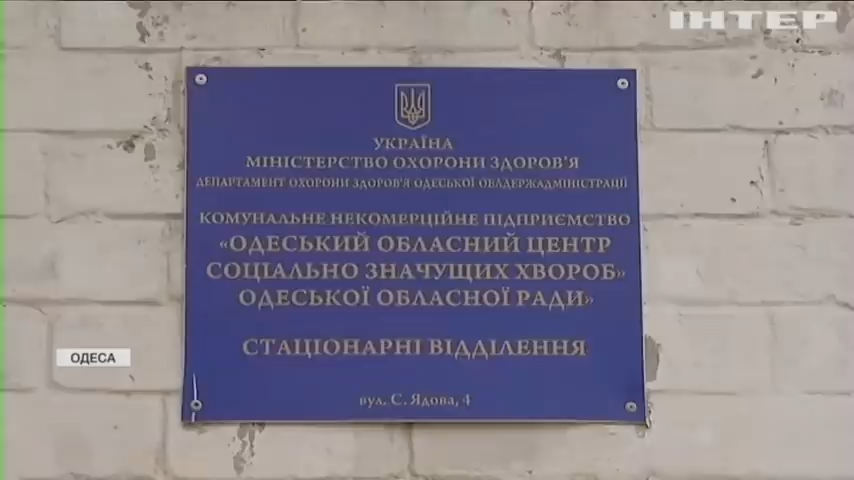 ІНТЕР
УКРАЇНА
МІНІСТЕРСТВО ОХОРОНИ ЗДОРОВ'Я
ДЕПАРТАМЕНТ ОХОРОНИ ЗДОРОВ'Я ОДЕСЬКОЇ ОБЛДЕРЖАДМІНІСТРАЦІЇ
КОМУНАЛЬНЕ НЕКОМЕРЦІЙНЕ ПІДПРИЄМСТВО
«ОДЕСЬКИЙ ОБЛАСНИЙ ЦЕНТР
СОЦІАЛЬНО ЗНАЧУЩИХ ХВОРОБ»
ОДЕСЬКОЇ ОБЛАСНОЇ РАДИ»
СТАЦІОНАРНІ ВІДДІЛЕННЯ
вул. С. Ядова, 4
ОДЕСА